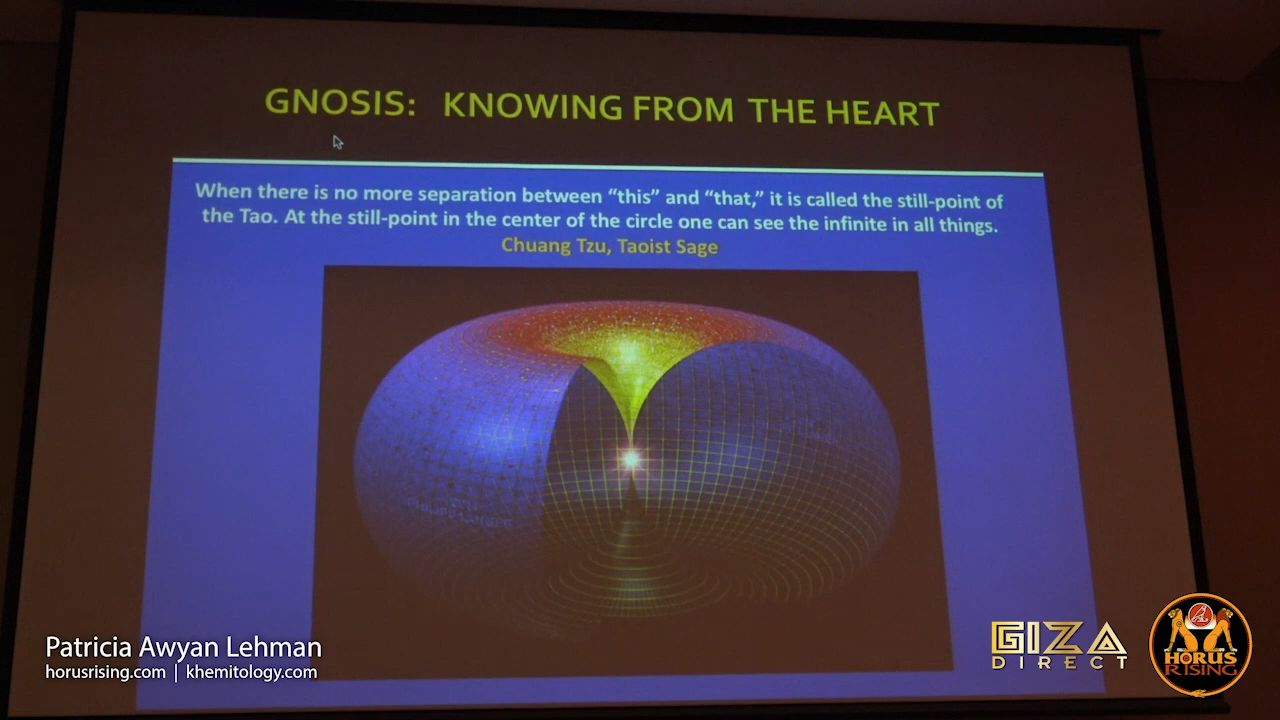 GNOSIS: KNOWING FROM THE HEART
When there is no more separation between “this” and “that,” it is called the still-point of
the Tao. At the still-point in the center of the circle one can see the infinite in all things.
Chuang Tzu, Taoist Sage
Patricia Awyan Lehman
horusrising.com | khemitology.com
GIZA
DIRECT
HORUS
RISING